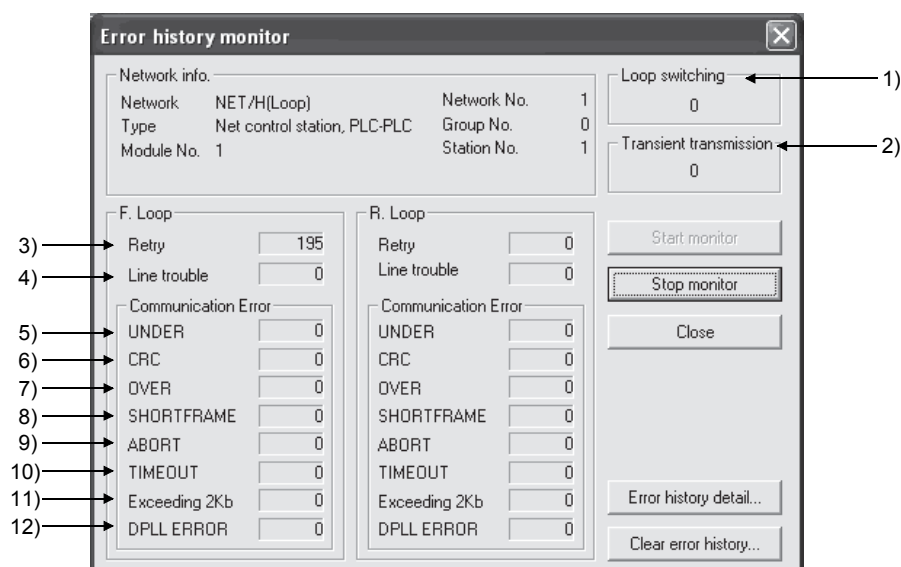 Error history monitor
Network info.
Network NET/H(Loop) Network No. 1
Type Net control station, PLC-PLC Group No. 0
Module No. 1 Station No. 1
Loop switching 1)
0
Transient transmission 2)
0
F. Loop
3) Retry 195
4) Line trouble 0
Communication Error
5) UNDER 0
6) CRC 0
7) OVER 0
8) SHORTFRAME 0
9) ABORT 0
10) TIMEOUT 0
11) Exceeding 2Kb 0
12) DPLL ERROR 0
R. Loop
Retry 0
Line trouble 0
Communication Error
UNDER 0
CRC 0
OVER 0
SHORTFRAME 0
ABORT 0
TIMEOUT 0
Exceeding 2Kb 0
DPLL ERROR 0
Start monitor
Stop monitor
Close
Error history detail...
Clear error history...